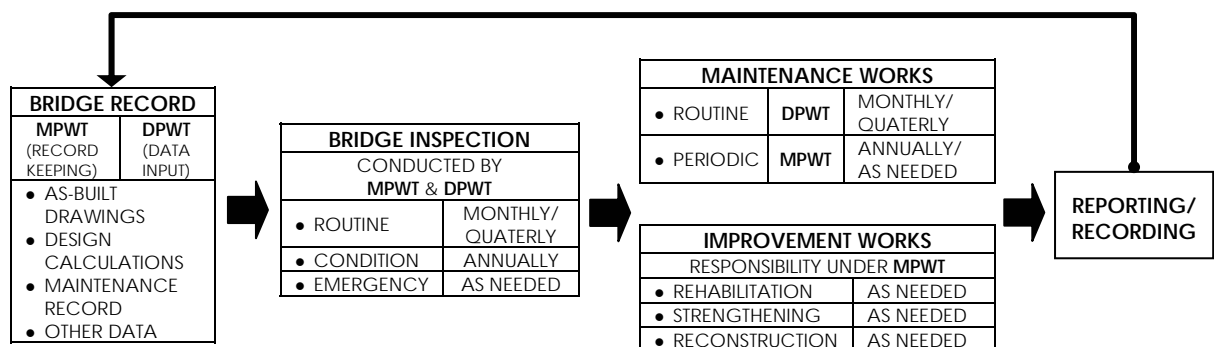 BRIDGE RECORD
MPWT
(RECORD
KEEPING)
DPWT
(DATA
INPUT)
● AS-BUILT
DRAWINGS
● DESIGN
CALCULATIONS
● MAINTENANCE
RECORD
● OTHER DATA
BRIDGE INSPECTION
CONDUCTED BY
MPWT & DPWT
● ROUTINE
MONTHLY/
QUATERLY
● CONDITION ANNUALLY
● EMERGENCY AS NEEDED
MAINTENANCE WORKS
● ROUTINE DPWT MONTHLY/
QUATERLY
● PERIODIC MPWT ANNUALLY/
AS NEEDED
IMPROVEMENT WORKS
RESPONSIBILITY UNDER MPWT
● REHABILITATION AS NEEDED
● STRENGTHENING AS NEEDED
● RECONSTRUCTION AS NEEDED
REPORTING/
RECORDING